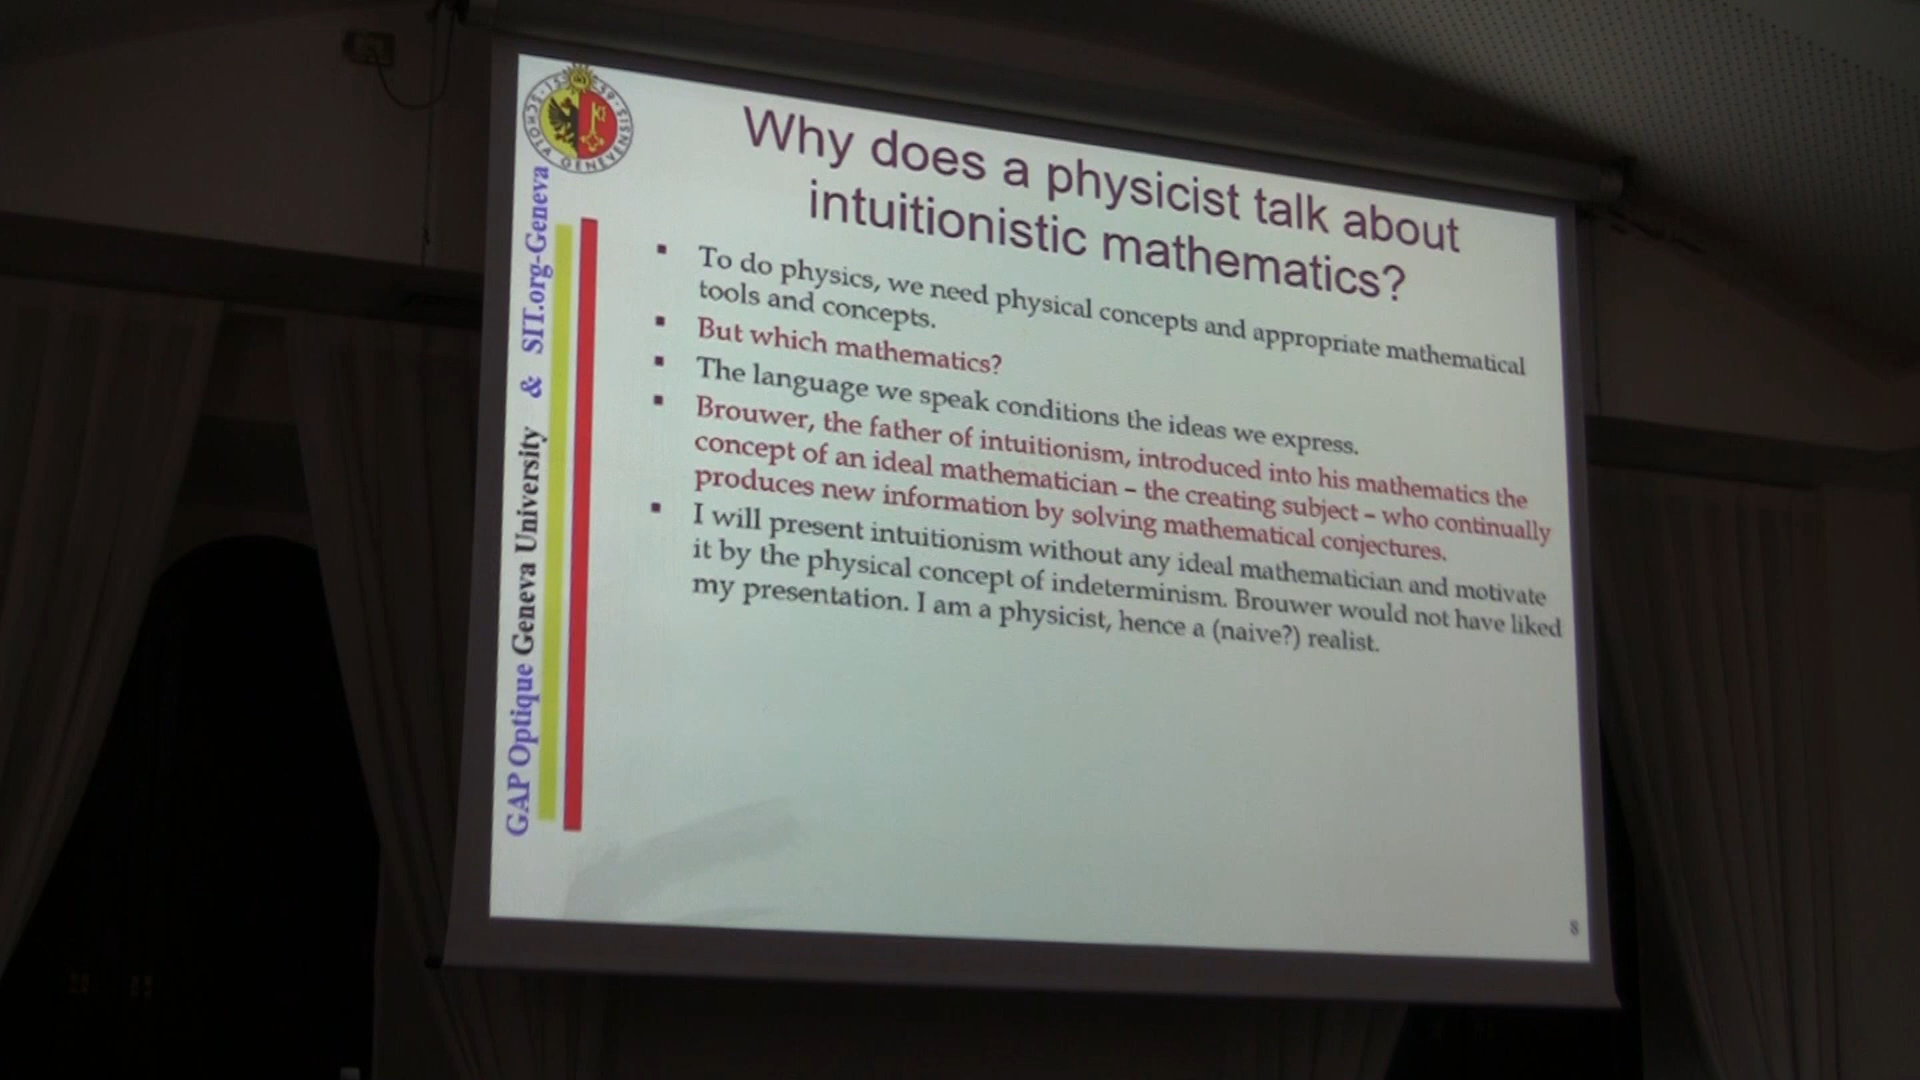 SCHOLA GENEVENSIS
Why does a physicist talk about
intuitionistic mathematics?
To do physics, we need physical concepts and appropriate mathematical
tools and concepts.
But which mathematics?
The language we speak conditions the ideas we express.
Brouwer, the father of intuitionism, introduced into his mathematics the
concept of an ideal mathematician – the creating subject – who continually
produces new information by solving mathematical conjectures.
I will present intuitionism without any ideal mathematician and motivate
it by the physical concept of indeterminism. Brouwer would not have liked
my presentation. I am a physicist, hence a (naive?) realist.
GAP Optique Geneva University & SIT.org-Geneva
8